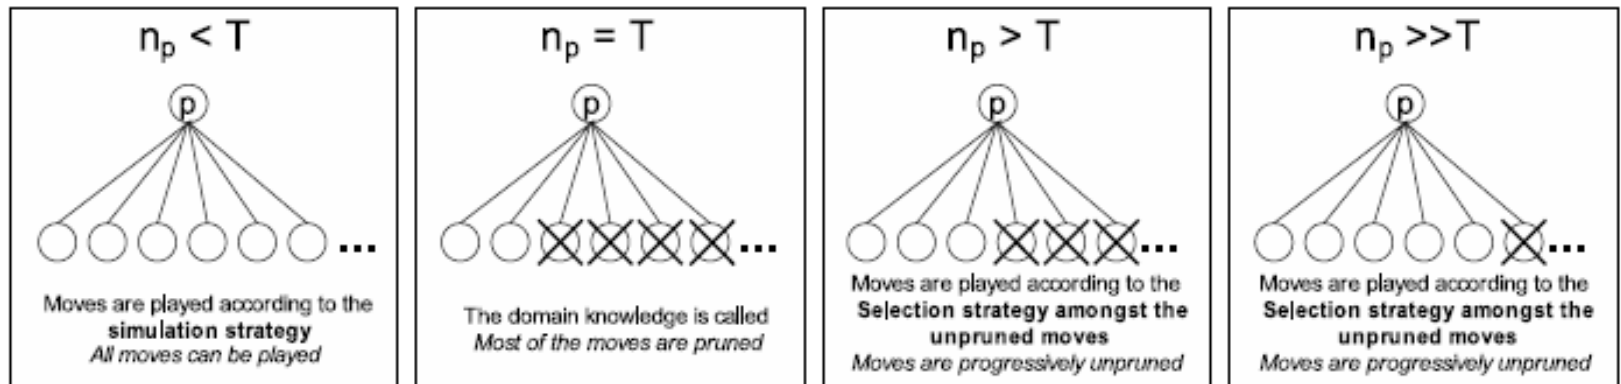 n_p < T
p
...
Moves are played according to the
simulation strategy
All moves can be played
n_p = T
p
...
The domain knowledge is called
Most of the moves are pruned
n_p > T
p
...
Moves are played according to the
Selection strategy amongst the
unpruned moves
Moves are progressively unpruned
n_p >>T
p
...
Moves are played according to the
Selection strategy amongst the
unpruned moves
Moves are progressively unpruned